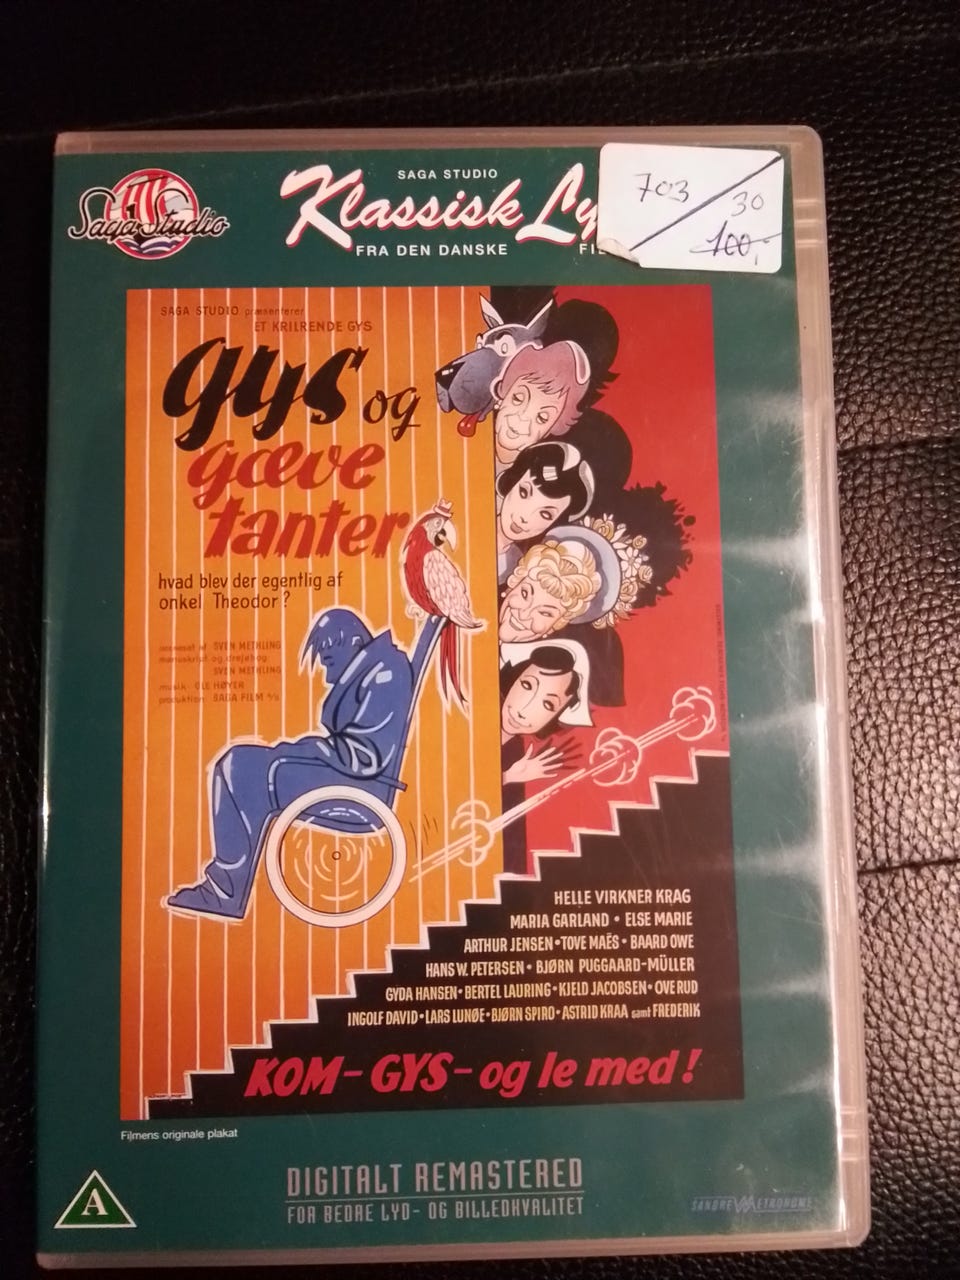 SAGA STUDIO
Saga Studio
Klassisk Ly
FRA DEN DANSKE FI
703 / 30
100,-
SAGA STUDIO præsenterer
ET KRILRENDE GYS
gys og
gæve
tanter
hvad blev der egentlig af
onkel Theodor?
iscenesat af SVEN METHLING
manuskript og drejebog:
SVEN METHLING
musik: OLE HØYER
produktion: SAGA FILM A/S
HELLE VIRKNER KRAG
MARIA GARLAND • ELSE MARIE
ARTHUR JENSEN • TOVE MAËS • BAARD OWE
HANS W. PETERSEN • BJØRN PUGGAARD-MÜLLER
GYDA HANSEN • BERTEL LAURING • KJELD JACOBSEN • OVE RUD
INGOLF DAVID • LARS LUNØE • BJØRN SPIRO • ASTRID KRAA samt FREDERIK
KOM - GYS - og le med!
Filmens originale plakat
DIGITALT REMASTERED
FOR BEDRE LYD- OG BILLEDKVALITET
A
SANDREW METRONOME